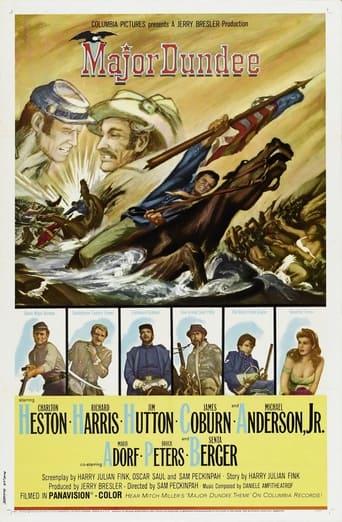 COLUMBIA PICTURES presents A JERRY BRESLER Production
Major Dundee
starring
CHARLTON HESTON · RICHARD HARRIS · JIM HUTTON · JAMES COBURN and MICHAEL ANDERSON, JR.
co-starring MARIO ADORF · BROCK PETERS and SENTA BERGER
Screenplay by HARRY JULIAN FINK, OSCAR SAUL and SAM PECKINPAH · Story by HARRY JULIAN FINK
Produced by JERRY BRESLER · Directed by SAM PECKINPAH · Music Composed by DANIELE AMFITHEATROF
FILMED IN PANAVISION® · COLOR HEAR MITCH MILLER'S "MAJOR DUNDEE THEME" ON COLUMBIA RECORDS!